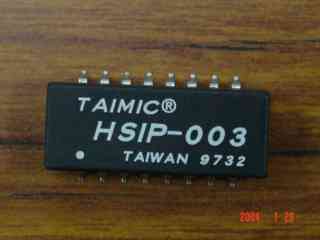 TAIMIC®
HSIP-003
TAIWAN 9732
2004 1 29